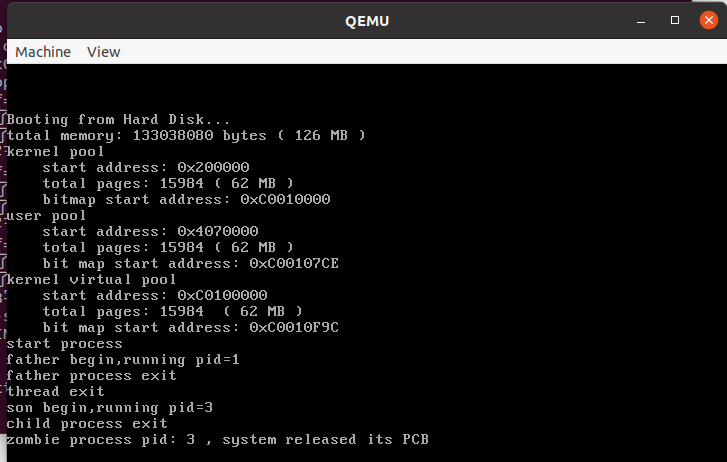 QEMU
Machine View
Booting from Hard Disk...
total memory: 133038080 bytes ( 126 MB )
kernel pool
    start address: 0x200000
    total pages: 15984 ( 62 MB )
    bitmap start address: 0xC0010000
user pool
    start address: 0x4070000
    total pages: 15984 ( 62 MB )
    bit map start address: 0xC00107CE
kernel virtual pool
    start address: 0xC0100000
    total pages: 15984  ( 62 MB )
    bit map start address: 0xC0010F9C
start process
father begin,running pid=1
father process exit
thread exit
son begin,running pid=3
child process exit
zombie process pid: 3 , system released its PCB